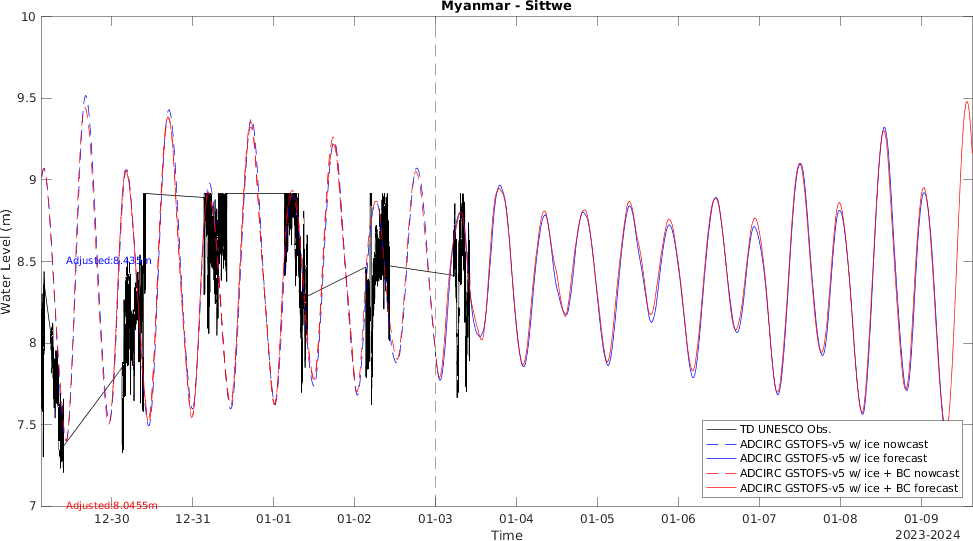 Myanmar - Sittwe
10
9.5
9
8.5
8
7.5
7
Water Level (m)
Adjusted:8.435m
Adjusted:8.0455m
TD UNESCO Obs.
ADCIRC GSTOFS-v5 w/ ice nowcast
ADCIRC GSTOFS-v5 w/ ice forecast
ADCIRC GSTOFS-v5 w/ ice + BC nowcast
ADCIRC GSTOFS-v5 w/ ice + BC forecast
12-30 12-31 01-01 01-02 01-03 01-04 01-05 01-06 01-07 01-08 01-09
Time
2023-2024